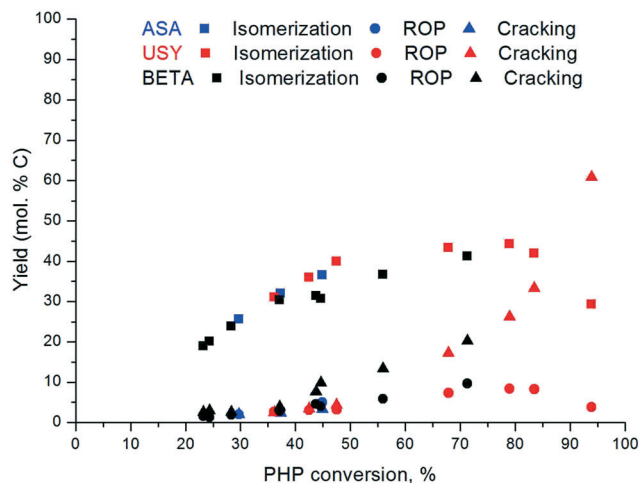 100
ASA Isomerization ROP Cracking
USY Isomerization ROP Cracking
90
BETA Isomerization ROP Cracking
80
70
60
50
40
30
20
10
0
Yield (mol. % C)
0 10 20 30 40 50 60 70 80 90 100
PHP conversion, %